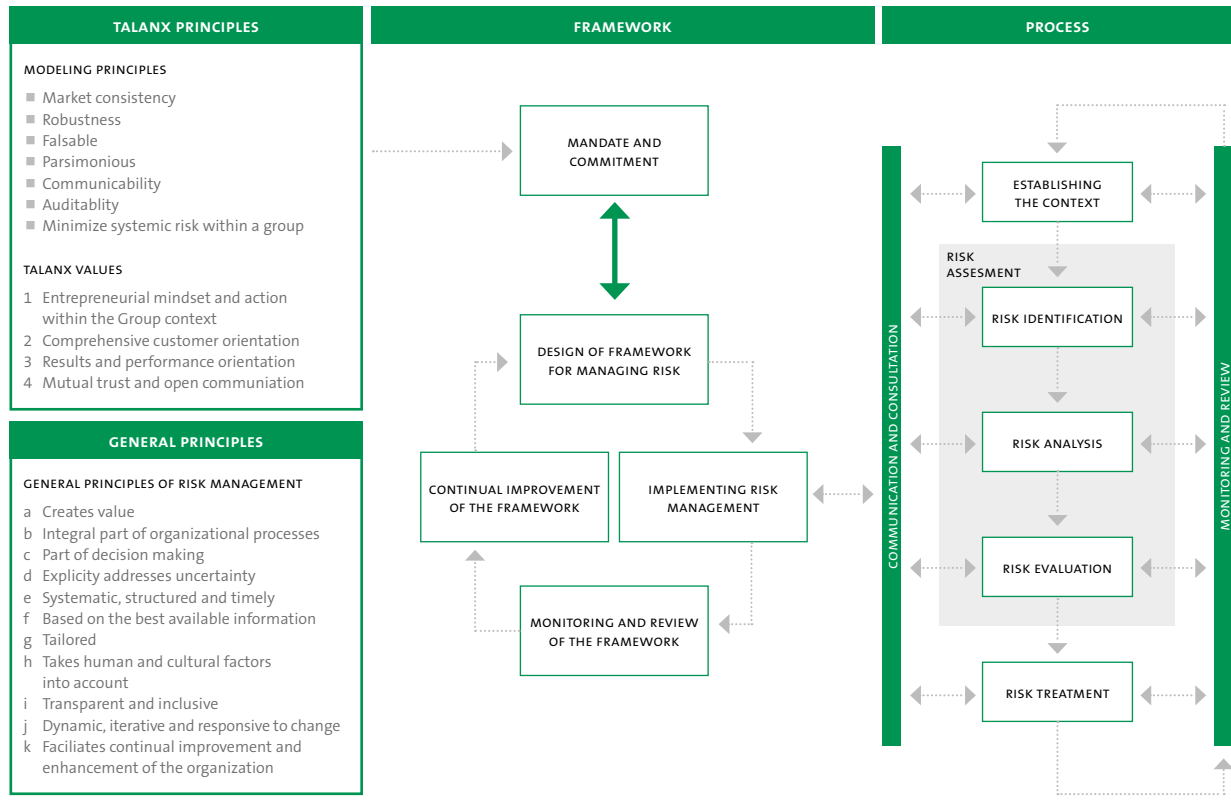 TALANX PRINCIPLES
MODELING PRINCIPLES
Market consistency
Robustness
Falsable
Parsimonious
Communicability
Auditablity
Minimize systemic risk within a group
TALANX VALUES
1 Entrepreneurial mindset and action
within the Group context
2 Comprehensive customer orientation
3 Results and performance orientation
4 Mutual trust and open communiation
GENERAL PRINCIPLES
GENERAL PRINCIPLES OF RISK MANAGEMENT
a Creates value
b Integral part of organizational processes
c Part of decision making
d Explicity addresses uncertainty
e Systematic, structured and timely
f Based on the best available information
g Tailored
h Takes human and cultural factors
into account
i Transparent and inclusive
j Dynamic, iterative and responsive to change
k Faciliates continual improvement and
enhancement of the organization
FRAMEWORK
MANDATE AND
COMMITMENT
DESIGN OF FRAMEWORK
FOR MANAGING RISK
CONTINUAL IMPROVEMENT
OF THE FRAMEWORK
IMPLEMENTING RISK
MANAGEMENT
MONITORING AND REVIEW
OF THE FRAMEWORK
PROCESS
COMMUNICATION AND CONSULTATION
ESTABLISHING
THE CONTEXT
RISK
ASSESMENT
RISK IDENTIFICATION
RISK ANALYSIS
RISK EVALUATION
RISK TREATMENT
MONITORING AND REVIEW